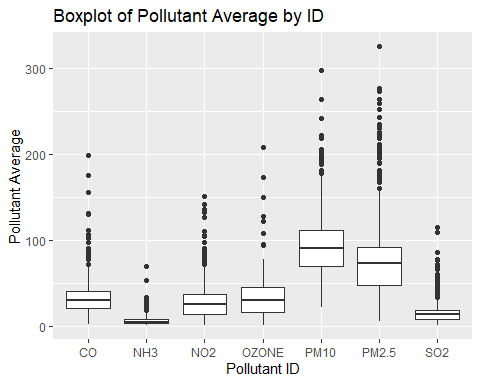 Boxplot of Pollutant Average by ID
Pollutant Average
300
200
100
0
CO NH3 NO2 OZONE PM10 PM2.5 SO2
Pollutant ID